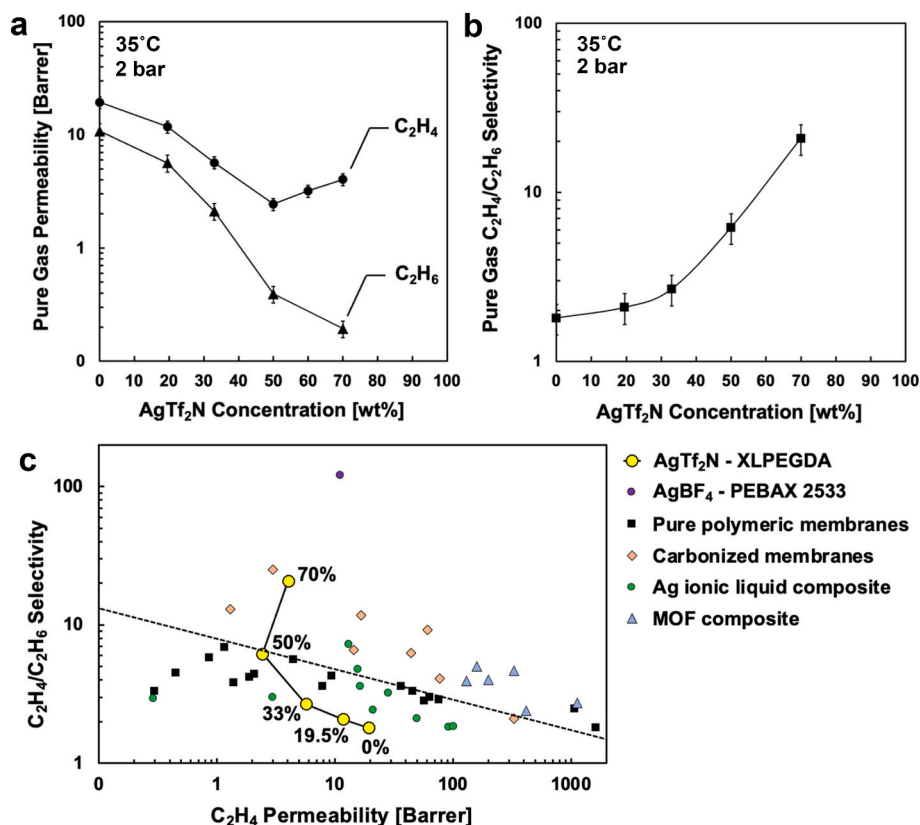 a
35°C
2 bar
Pure Gas Permeability [Barrer]
100
10
1
0
C₂H₄
C₂H₆
0 10 20 30 40 50 60 70 80 90 100
AgTf₂N Concentration [wt%]
b
35°C
2 bar
Pure Gas C₂H₄/C₂H₆ Selectivity
100
10
1
0 10 20 30 40 50 60 70 80 90 100
AgTf₂N Concentration [wt%]
c
C₂H₄/C₂H₆ Selectivity
100
10
1
70%
50%
33%
19.5%
0%
0 1 10 100 1000
C₂H₄ Permeability [Barrer]
AgTf₂N - XLPEGDA
AgBF₄ - PEBAX 2533
Pure polymeric membranes
Carbonized membranes
Ag ionic liquid composite
MOF composite